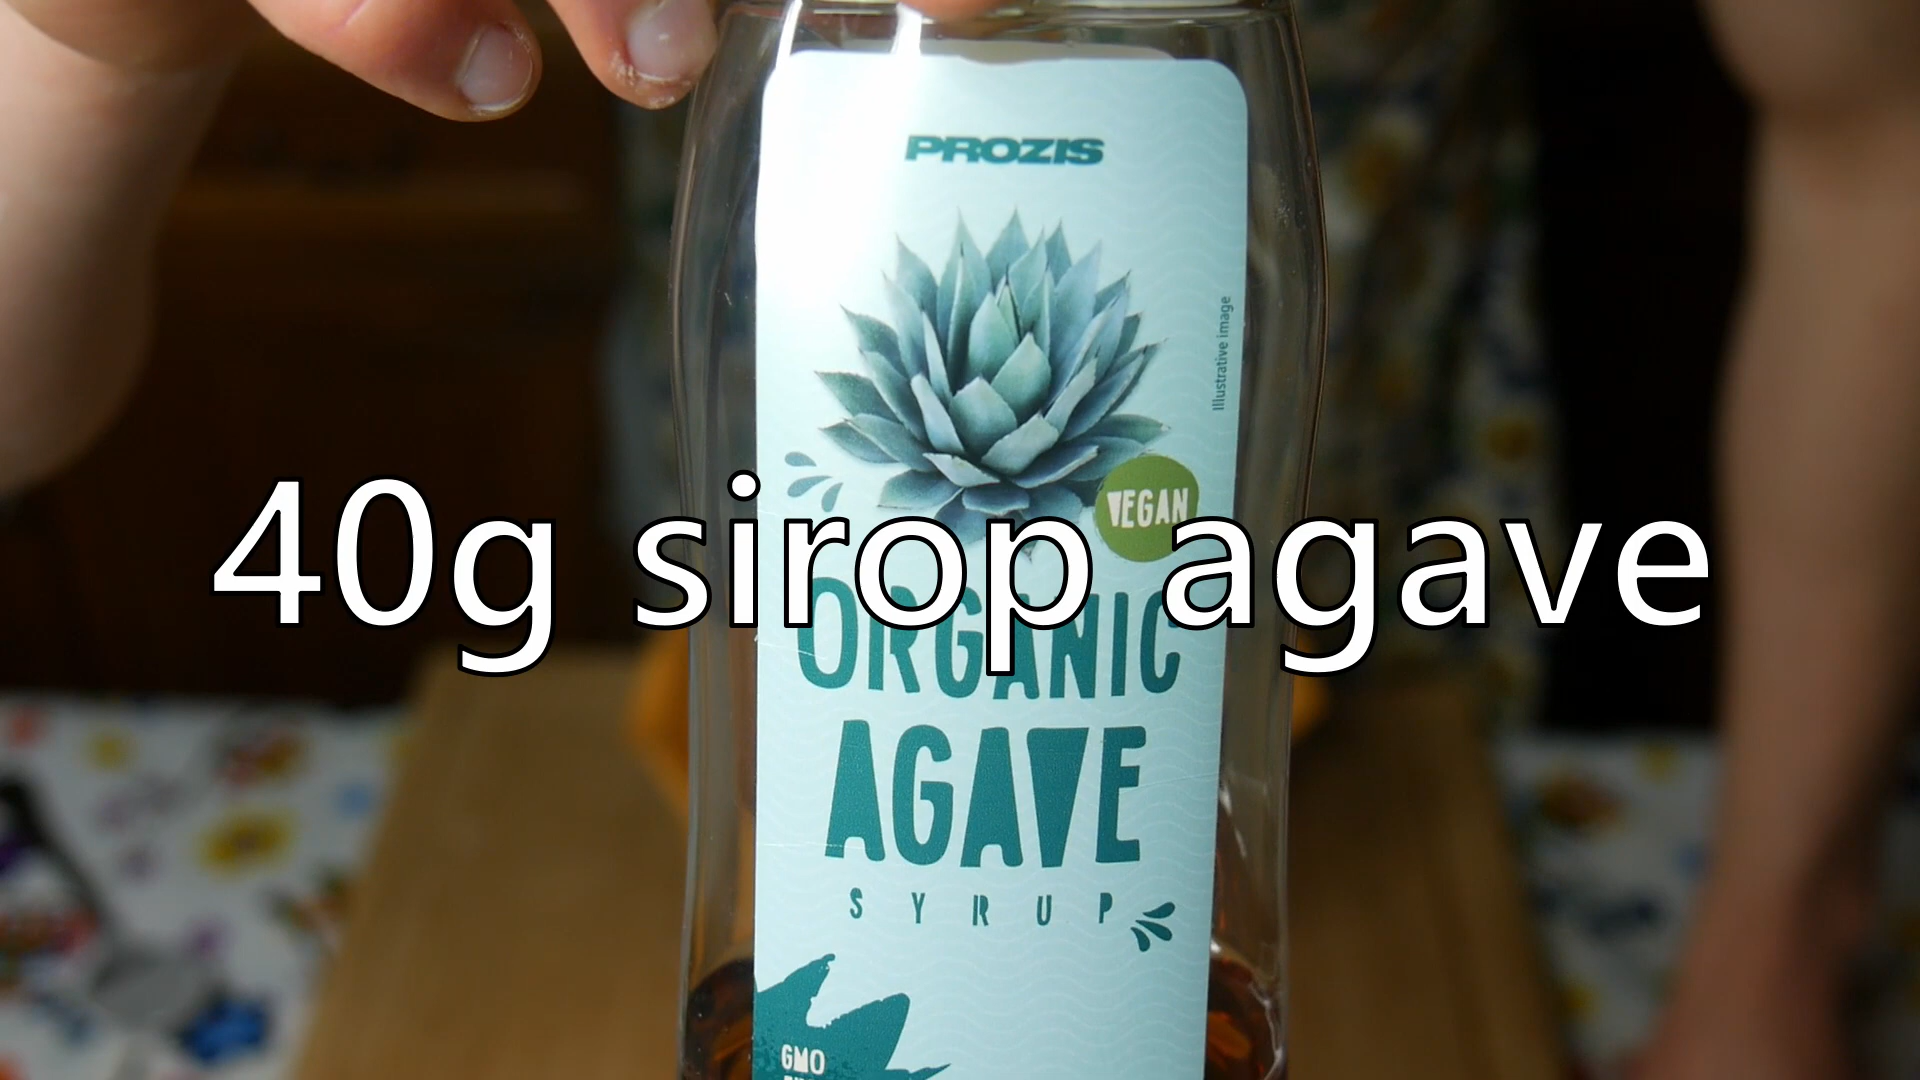 PROZIS
Illustrative image
VEGAN
40g sirop agave
ORGANIC
AGAVE
SYRUP
GMO